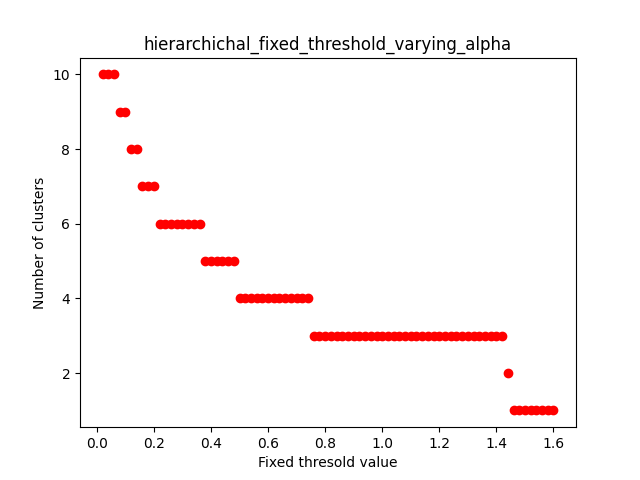 hierarchichal_fixed_threshold_varying_alpha
10
8
6
4
2
Number of clusters
0.0 0.2 0.4 0.6 0.8 1.0 1.2 1.4 1.6
Fixed thresold value